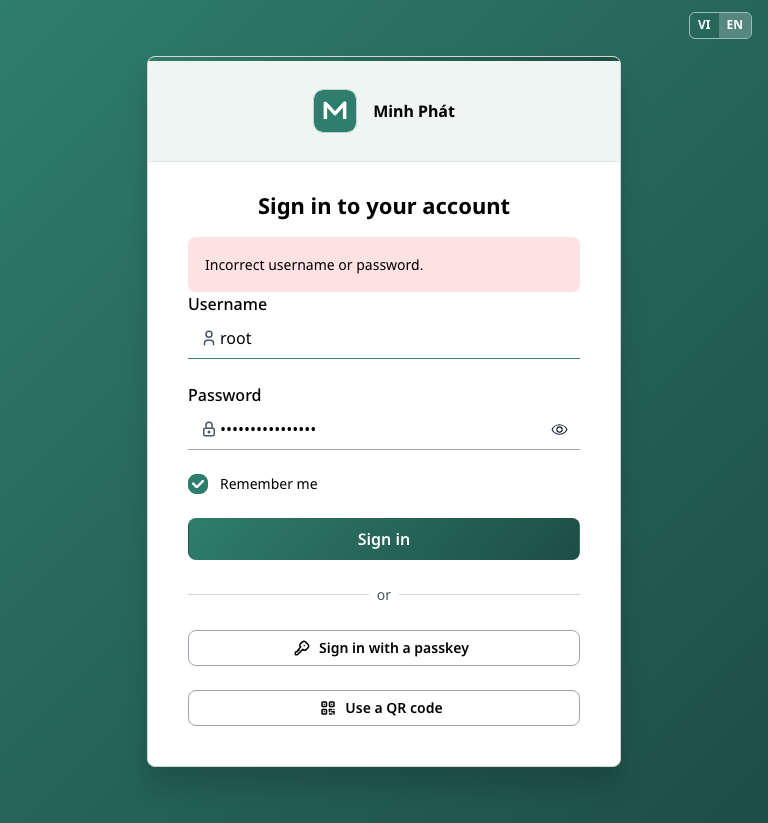 VI EN
Minh Phát
Sign in to your account
Incorrect username or password.
Username
root
Password
••••••••••••••••
Remember me
Sign in
or
Sign in with a passkey
Use a QR code